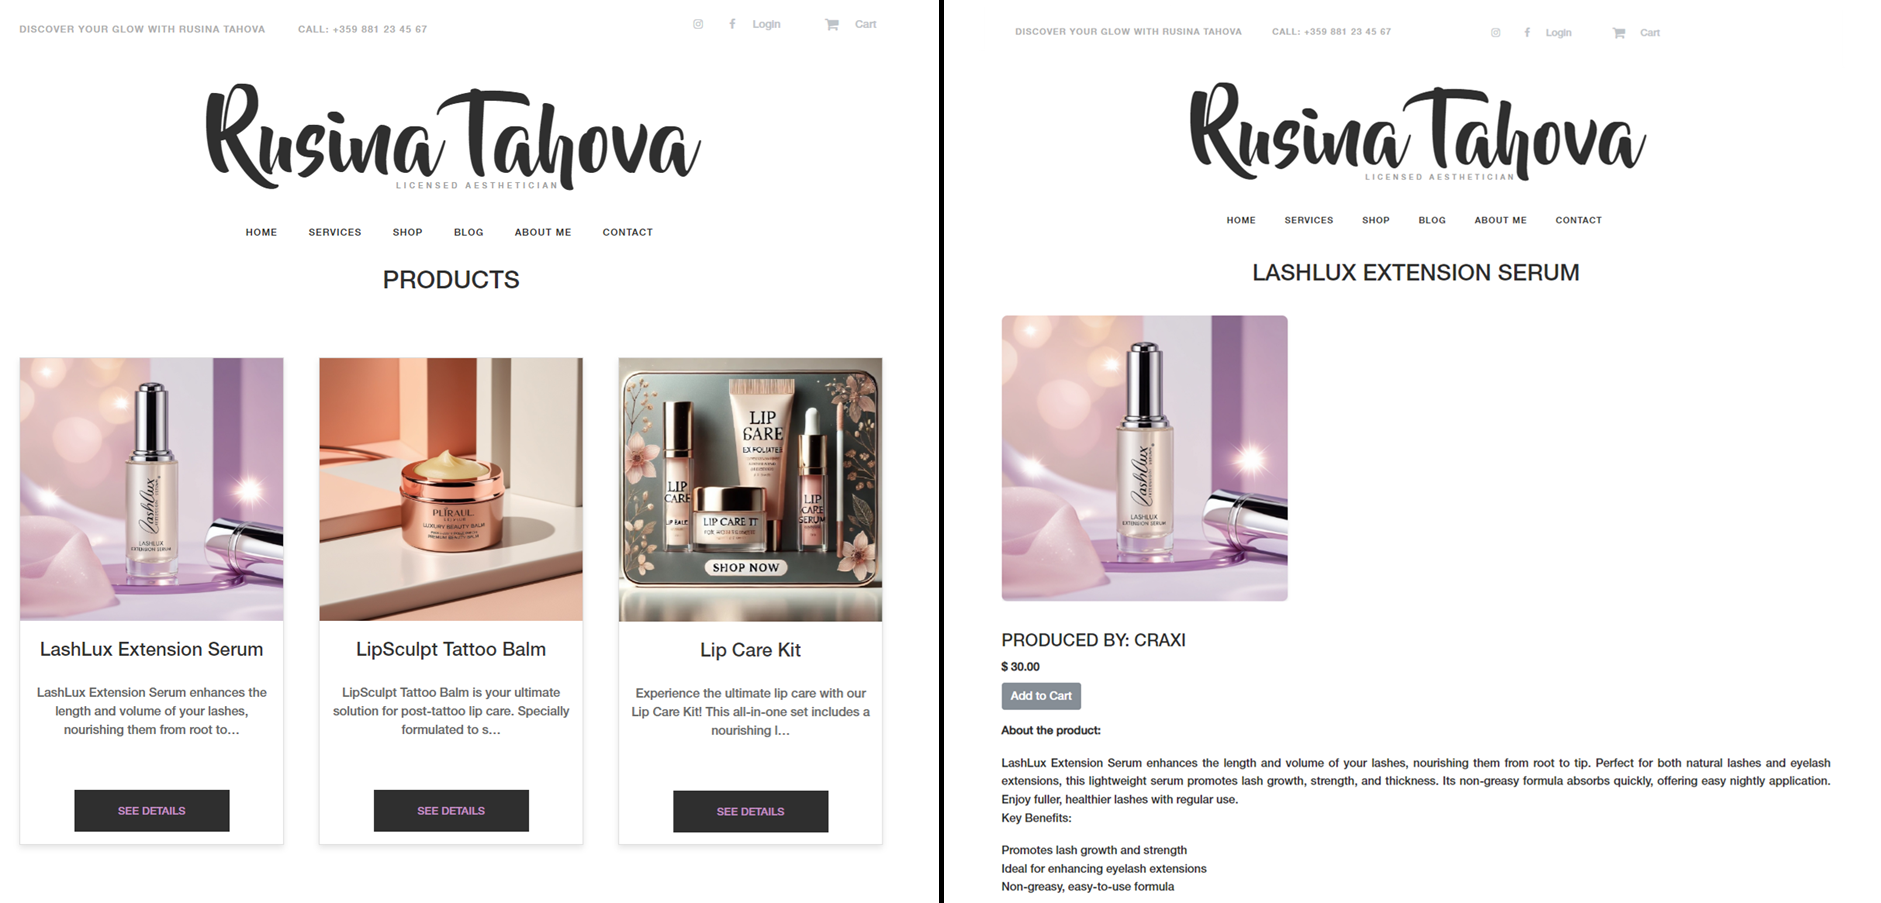 DISCOVER YOUR GLOW WITH RUSINA TAHOVA CALL: +359 881 23 45 67 Login Cart
Rusina Tahova
LICENSED AESTHETICIAN
HOME SERVICES SHOP BLOG ABOUT ME CONTACT
PRODUCTS
lashlux
LASHLUX
EXTENSION SERUM
PLÍRAUL
LUXURY BEAUTY BALM
PREMIUM BEAUTY BALM
LIP
CARE
LIP CARE IT
LIP
CARE
SERUM
SHOP NOW
LashLux Extension Serum
LashLux Extension Serum enhances the
length and volume of your lashes,
nourishing them from root to...
SEE DETAILS
LipSculpt Tattoo Balm
LipSculpt Tattoo Balm is your ultimate
solution for post-tattoo lip care. Specially
formulated to s...
SEE DETAILS
Lip Care Kit
Experience the ultimate lip care with our
Lip Care Kit! This all-in-one set includes a
nourishing l...
SEE DETAILS
DISCOVER YOUR GLOW WITH RUSINA TAHOVA CALL: +359 881 23 45 67 Login Cart
Rusina Tahova
LICENSED AESTHETICIAN
HOME SERVICES SHOP BLOG ABOUT ME CONTACT
LASHLUX EXTENSION SERUM
lashlux
LASHLUX
EXTENSION SERUM
PRODUCED BY: CRAXI
$ 30.00
Add to Cart
About the product:
LashLux Extension Serum enhances the length and volume of your lashes, nourishing them from root to tip. Perfect for both natural lashes and eyelash
extensions, this lightweight serum promotes lash growth, strength, and thickness. Its non-greasy formula absorbs quickly, offering easy nightly application.
Enjoy fuller, healthier lashes with regular use.
Key Benefits:
Promotes lash growth and strength
Ideal for enhancing eyelash extensions
Non-greasy, easy-to-use formula